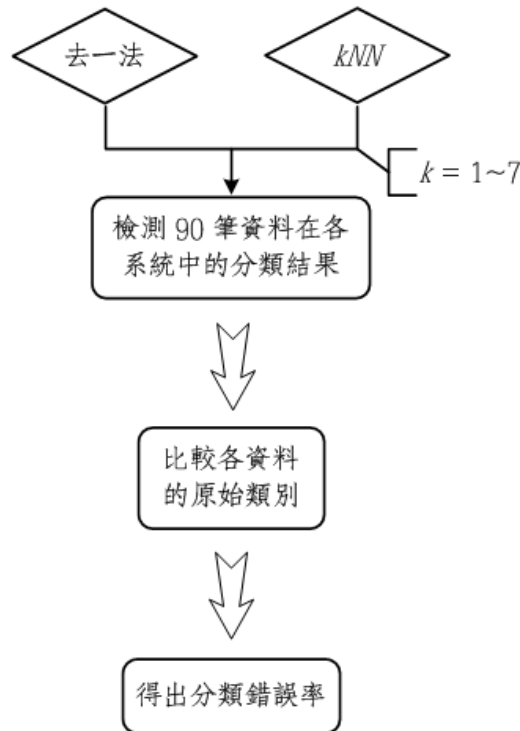 去一法
kNN
k = 1~7
檢測 90 筆資料在各
系統中的分類結果
比較各資料
的原始類別
得出分類錯誤率